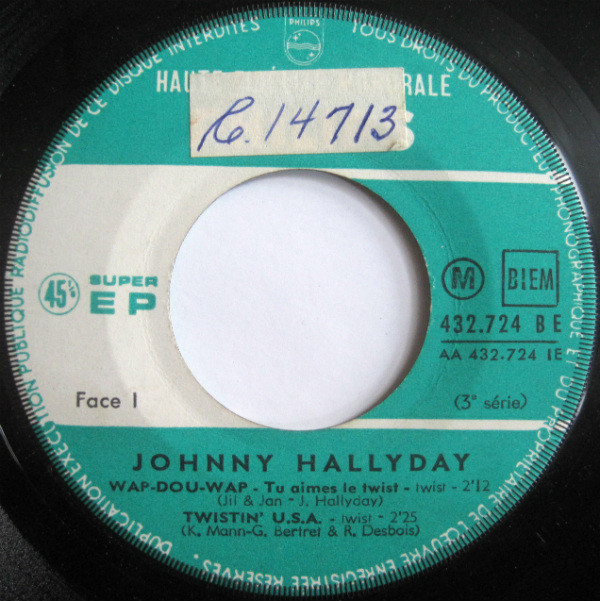 PHILIPS
TOUS DROITS DU PRODUCTEUR PHONOGRAPHIQUE ET DU PROPRIÉTAIRE DE L'ŒUVRE ENREGISTRÉE RÉSERVÉS • DUPLICATION EXÉCUTION PUBLIQUE RADIODIFFUSION DE CE DISQUE INTERDITES
HAUTE
R. 14713
45 SUPER
EP
M BIEM
432.724 BE
AA 432.724 1E
Face 1
(3e série)
JOHNNY HALLYDAY
WAP-DOU-WAP - Tu aimes le twist - twist - 2'12
(Jil & Jan - J. Hallyday)
TWISTIN' U.S.A. - twist - 2'25
(K. Mann-G. Bertret & R. Desbois)